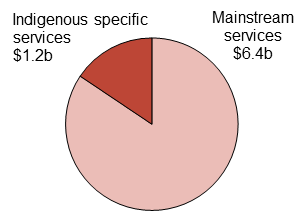 Indigenous specific
services
$1.2b
Mainstream
services
$6.4b